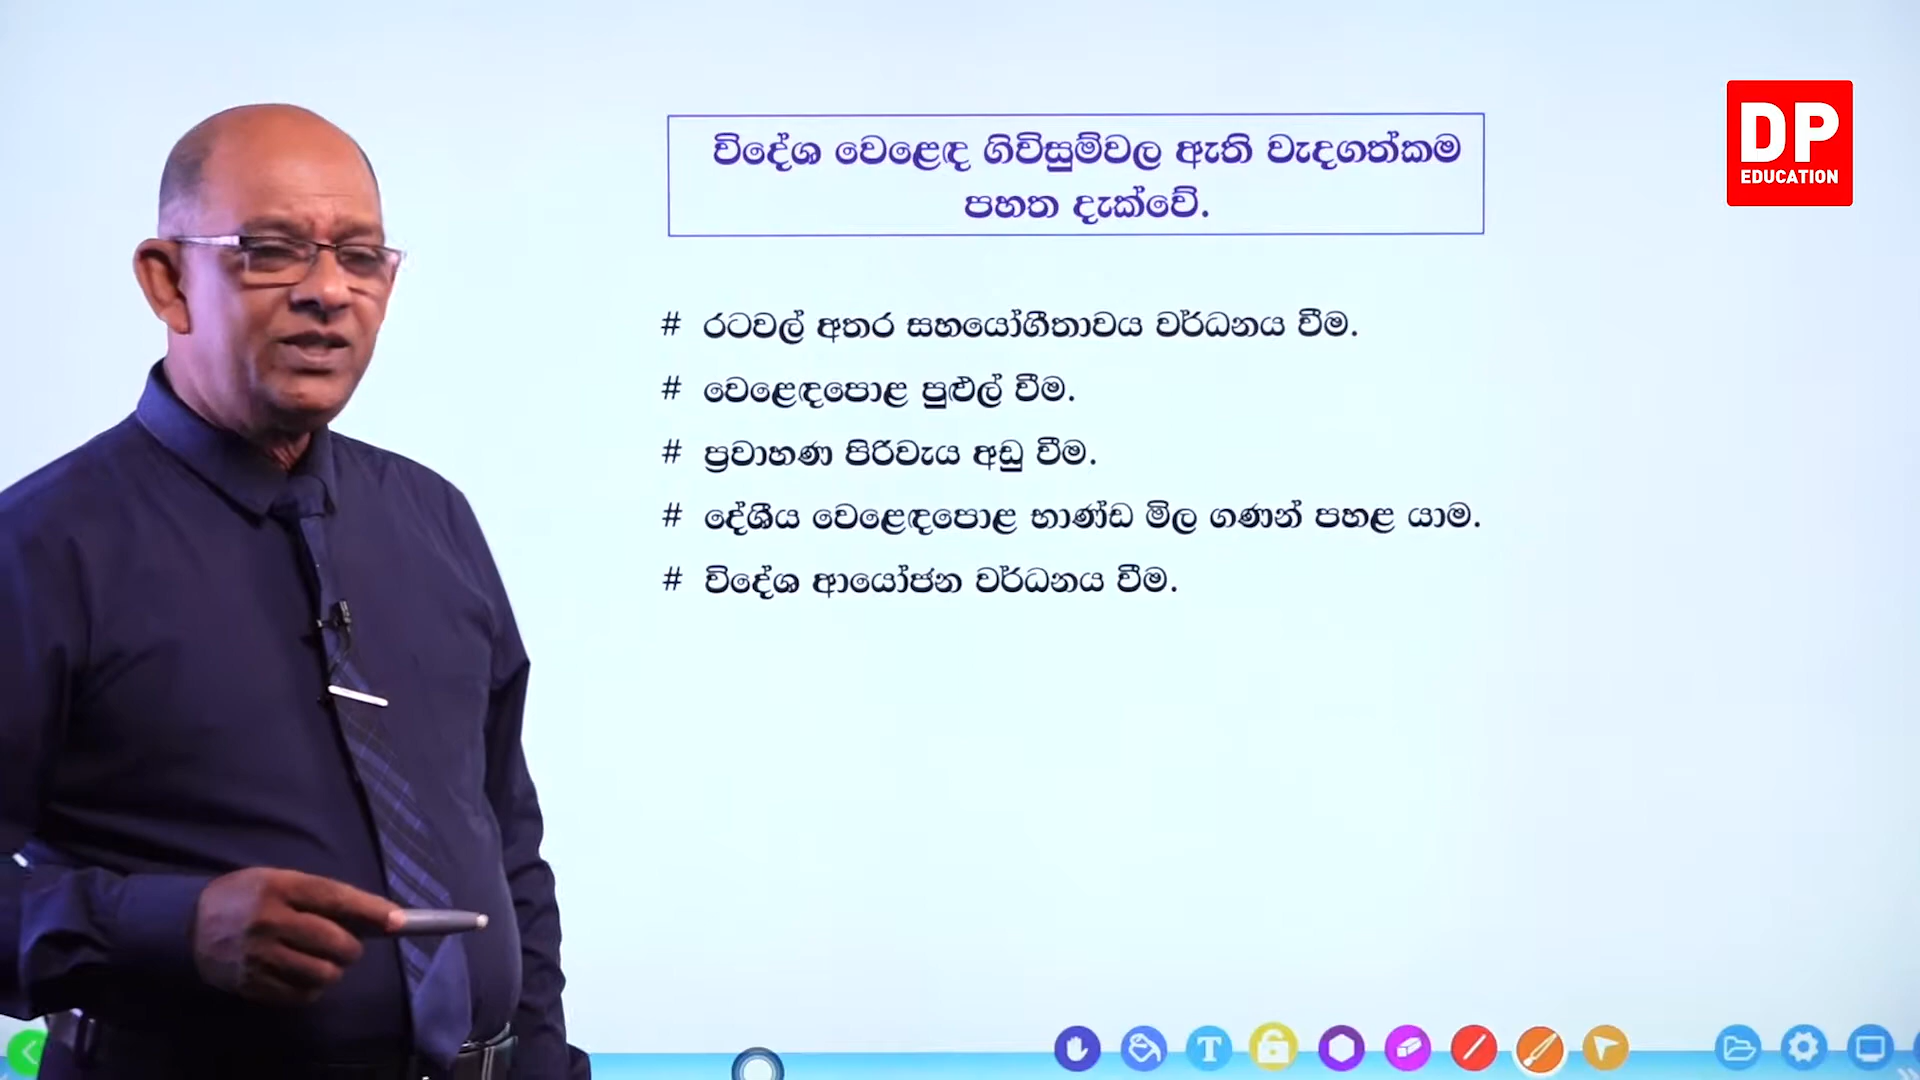 DP
EDUCATION
විදේශ වෙළෙඳ ගිවිසුම්වල ඇති වැදගත්කම
පහත දැක්වේ.
# රටවල් අතර සහයෝගීතාවය වර්ධනය වීම.
# වෙළෙඳපොළ පුළුල් වීම.
# ප්‍රවාහණ පිරිවැය අඩු වීම.
# දේශීය වෙළෙඳපොළ භාණ්ඩ මිල ගණන් පහළ යාම.
# විදේශ ආයෝජන වර්ධනය වීම.
T